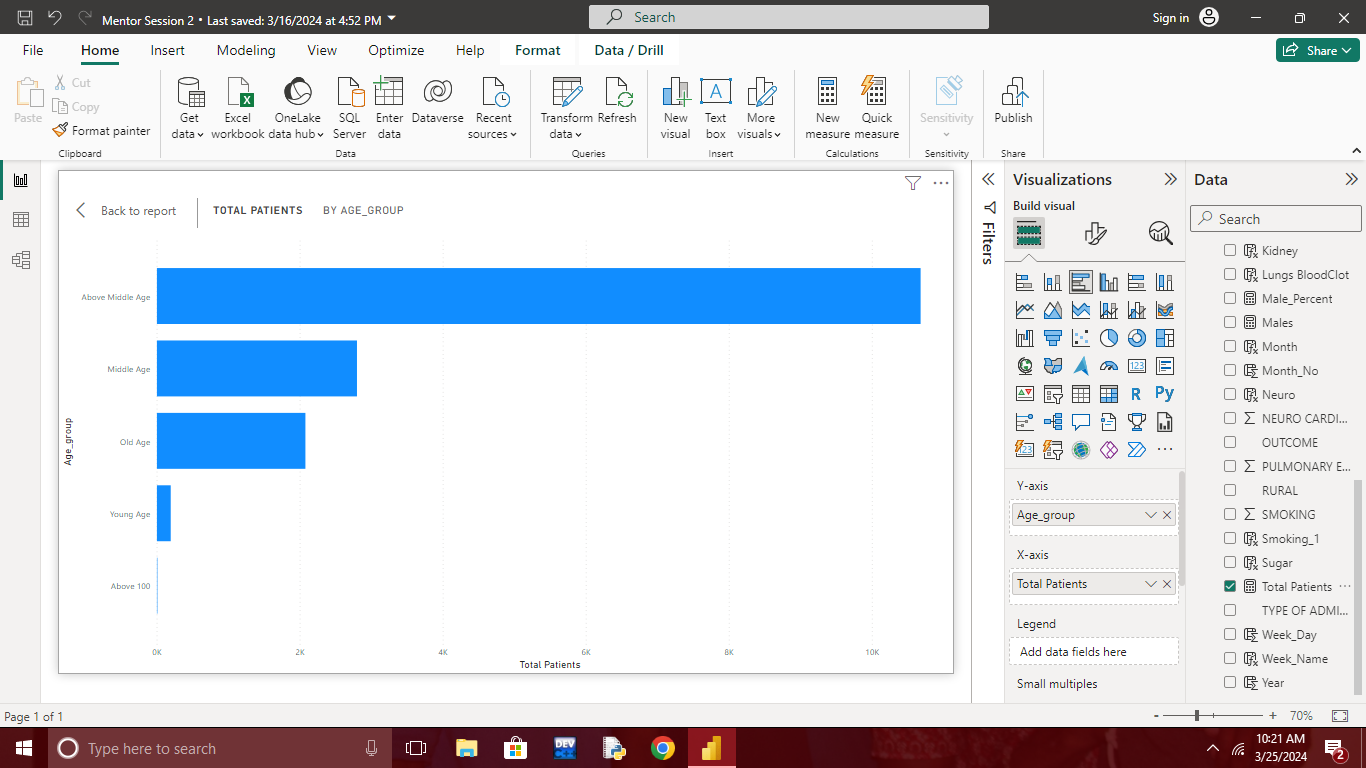 Mentor Session 2 • Last saved: 3/16/2024 at 4:52 PM
Search
Sign in
File
Home
Insert
Modeling
View
Optimize
Help
Format
Data / Drill
Share
Paste
Cut
Copy
Format painter
Clipboard
Get data
Excel workbook
OneLake data hub
SQL Server
Enter data
Dataverse
Recent sources
Data
Transform data
Refresh
Queries
New visual
Text box
More visuals
Insert
New measure
Quick measure
Calculations
Sensitivity
Sensitivity
Publish
Share
Back to report
TOTAL PATIENTS
BY AGE_GROUP
Age_group
Above Middle Age
Middle Age
Old Age
Young Age
Above 100
0K
2K
4K
6K
8K
10K
Total Patients
Filters
Visualizations
Build visual
123
R
Py
123
Y-axis
Age_group
X-axis
Total Patients
Legend
Add data fields here
Small multiples
Data
Search
Kidney
Lungs BloodClot
Male_Percent
Males
Month
Month_No
Neuro
NEURO CARDI...
OUTCOME
PULMONARY E...
RURAL
SMOKING
Smoking_1
Sugar
Total Patients
TYPE OF ADMI...
Week_Day
Week_Name
Year
Page 1 of 1
- + 70%
Type here to search
DEV
10:21 AM
3/25/2024
2